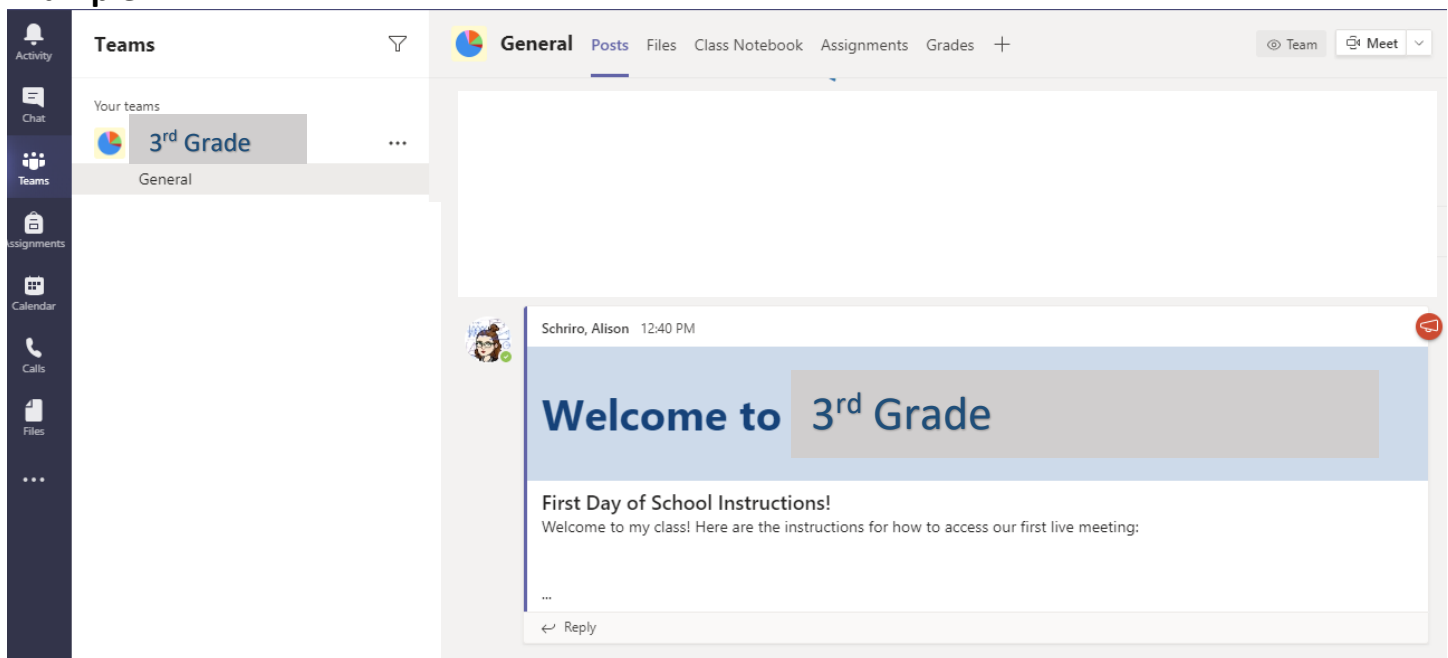 Activity
Chat
Teams
Assignments
Calendar
Calls
Files
...
Teams
Your teams
3rd Grade
...
General
General Posts Files Class Notebook Assignments Grades +
Team Meet
Schriro, Alison 12:40 PM
Welcome to 3rd Grade
First Day of School Instructions!
Welcome to my class! Here are the instructions for how to access our first live meeting:
...
Reply